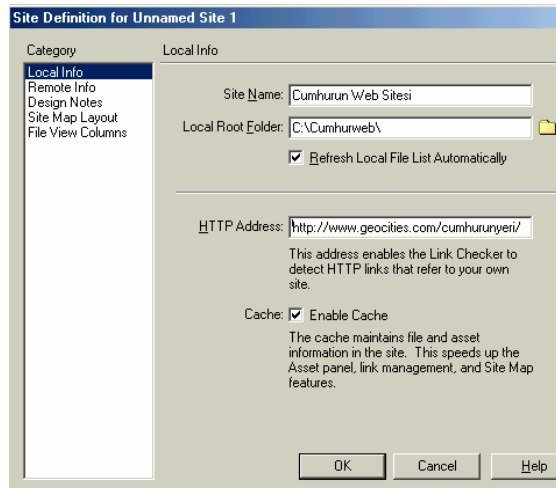 Site Definition for Unnamed Site 1
Category
Local Info
Remote Info
Design Notes
Site Map Layout
File View Columns
Local Info
Site Name: Cumhurun Web Sitesi
Local Root Folder: C:\Cumhurweb\
Refresh Local File List Automatically
HTTP Address: http://www.geocities.com/cumhurunyeri/
This address enables the Link Checker to
detect HTTP links that refer to your own
site.
Cache: Enable Cache
The cache maintains file and asset
information in the site. This speeds up the
Asset panel, link management, and Site Map
features.
OK Cancel Help